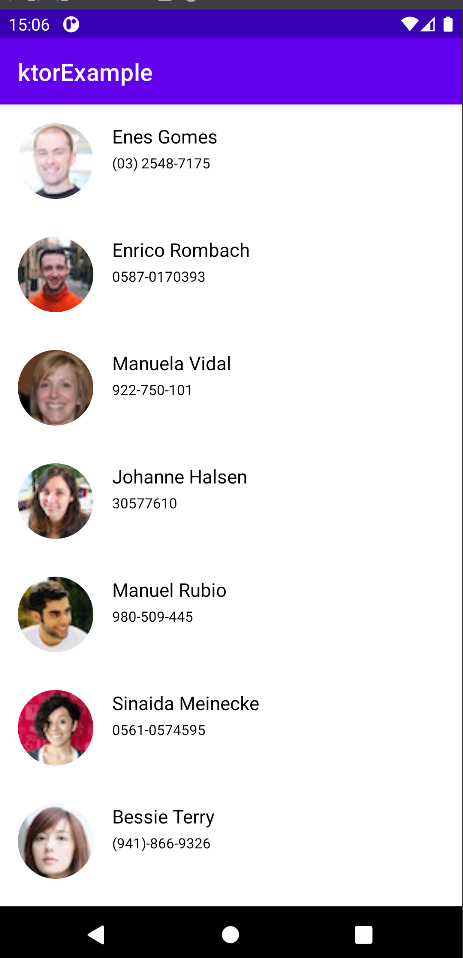 15:06
ktorExample
Enes Gomes
(03) 2548-7175
Enrico Rombach
0587-0170393
Manuela Vidal
922-750-101
Johanne Halsen
30577610
Manuel Rubio
980-509-445
Sinaida Meinecke
0561-0574595
Bessie Terry
(941)-866-9326